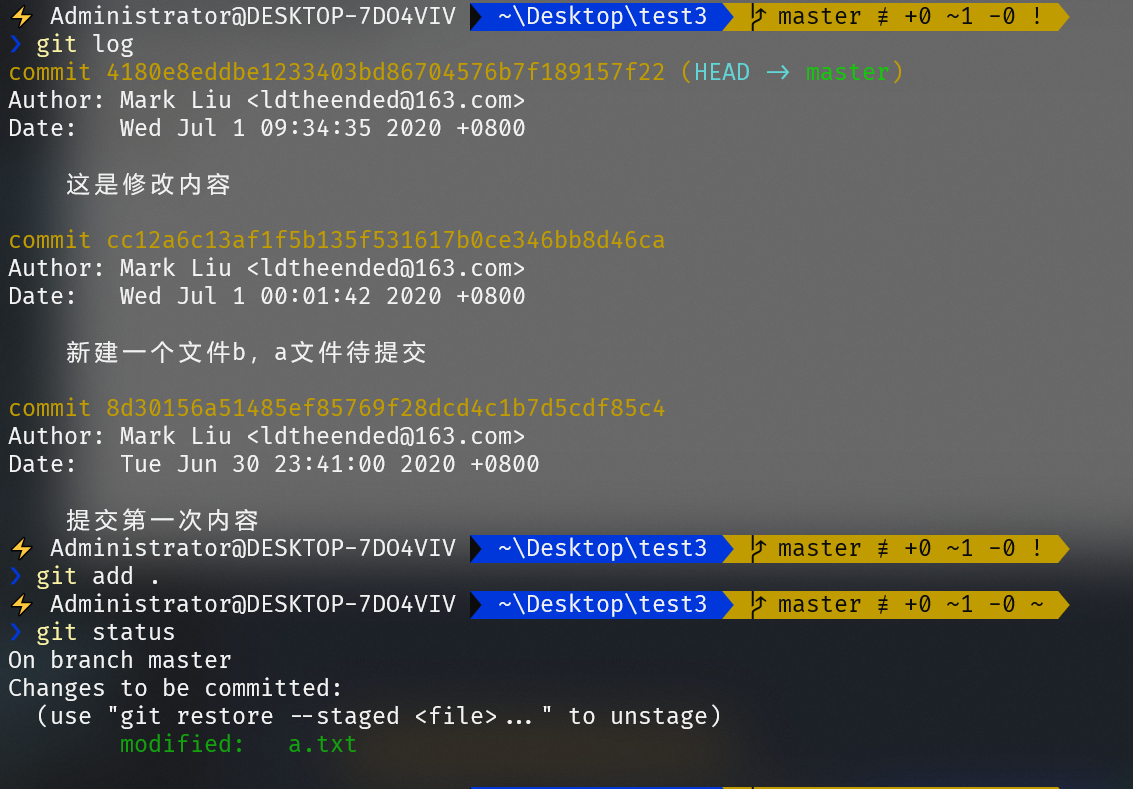 ⚡ Administrator@DESKTOP-7DO4VIV ~\Desktop\test3 master ≢ +0 ~1 -0 !
❯ git log
commit 4180e8eddbe1233403bd86704576b7f189157f22 (HEAD -> master)
Author: Mark Liu <ldtheended@163.com>
Date:   Wed Jul 1 09:34:35 2020 +0800
    这是修改内容
commit cc12a6c13af1f5b135f531617b0ce346bb8d46ca
Author: Mark Liu <ldtheended@163.com>
Date:   Wed Jul 1 00:01:42 2020 +0800
    新建一个文件b, a文件待提交
commit 8d30156a51485ef85769f28dcd4c1b7d5cdf85c4
Author: Mark Liu <ldtheended@163.com>
Date:   Tue Jun 30 23:41:00 2020 +0800
    提交第一次内容
⚡ Administrator@DESKTOP-7DO4VIV ~\Desktop\test3 master ≢ +0 ~1 -0 !
❯ git add .
⚡ Administrator@DESKTOP-7DO4VIV ~\Desktop\test3 master ≢ +0 ~1 -0 ~
❯ git status
On branch master
Changes to be committed:
  (use "git restore --staged <file>..." to unstage)
        modified:   a.txt